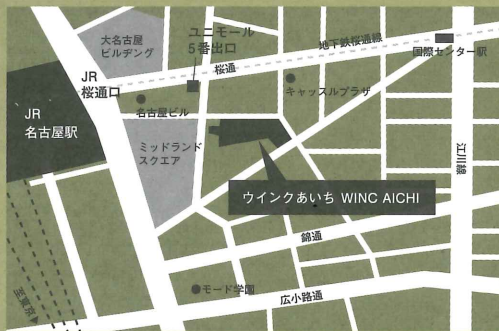 大名古屋
ビルヂング
ユニモール
5番出口
地下鉄桜通線
国際センター駅
JR
桜通口
桜通
キャッスルプラザ
名古屋ビル
JR
名古屋駅
ミッドランド
スクエア
江川線
ウインクあいち WINC AICHI
錦通
モード学園
広小路通
至東京